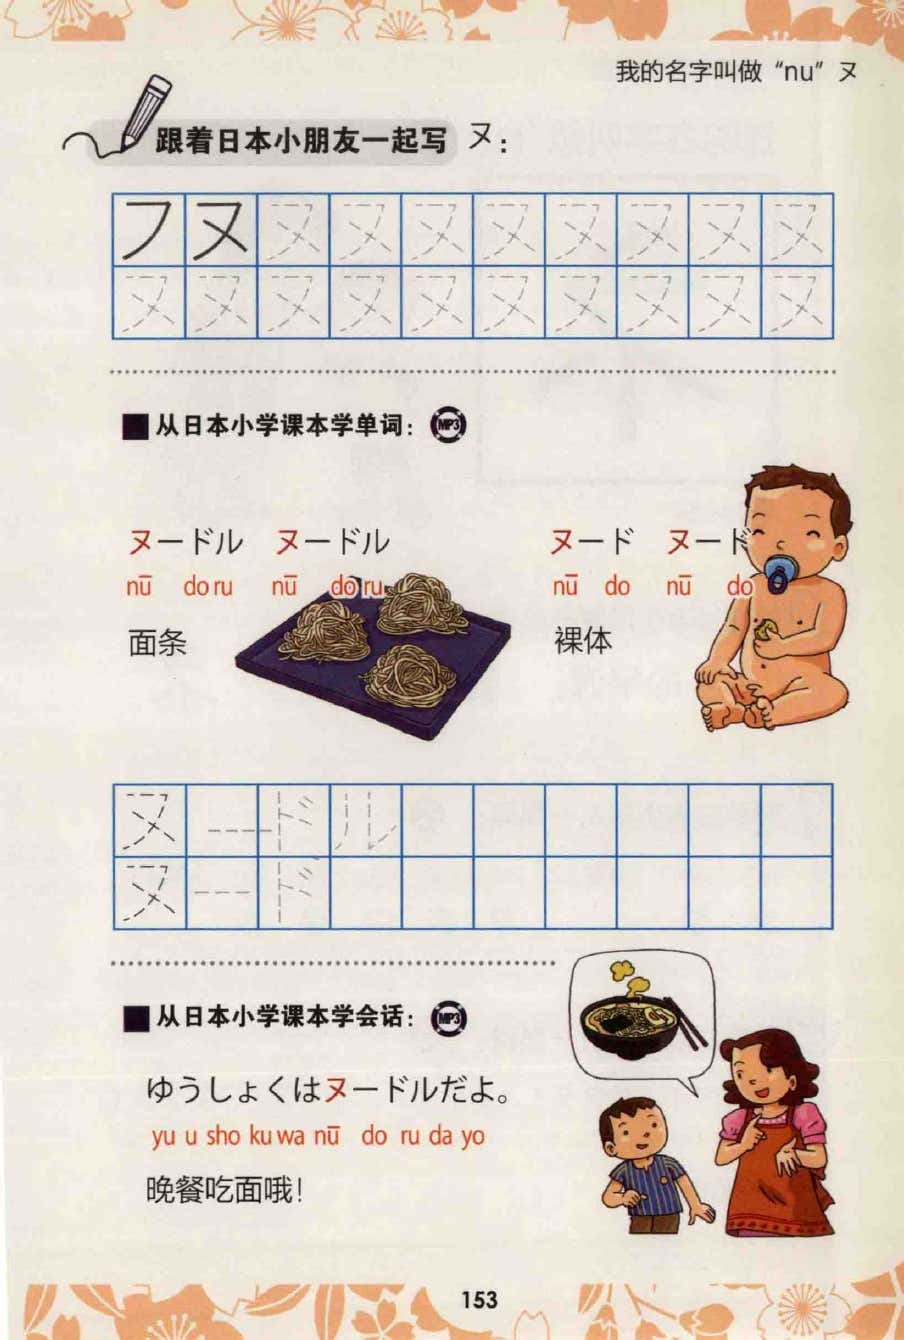 我的名字叫做“nu”ヌ
跟着日本小朋友一起写 ヌ:
フヌヌヌヌヌヌヌヌヌ
ヌヌヌヌヌヌヌヌヌヌ
从日本小学课本学单词: MP3
ヌードル ヌードル ヌード ヌード
nū do ru nū do ru nū do nū do
面条 裸体
ヌードル
ヌード
从日本小学课本学会话: MP3
ゆうしょくはヌードルだよ。
yu u sho ku wa nū do ru da yo
晚餐吃面哦!
153